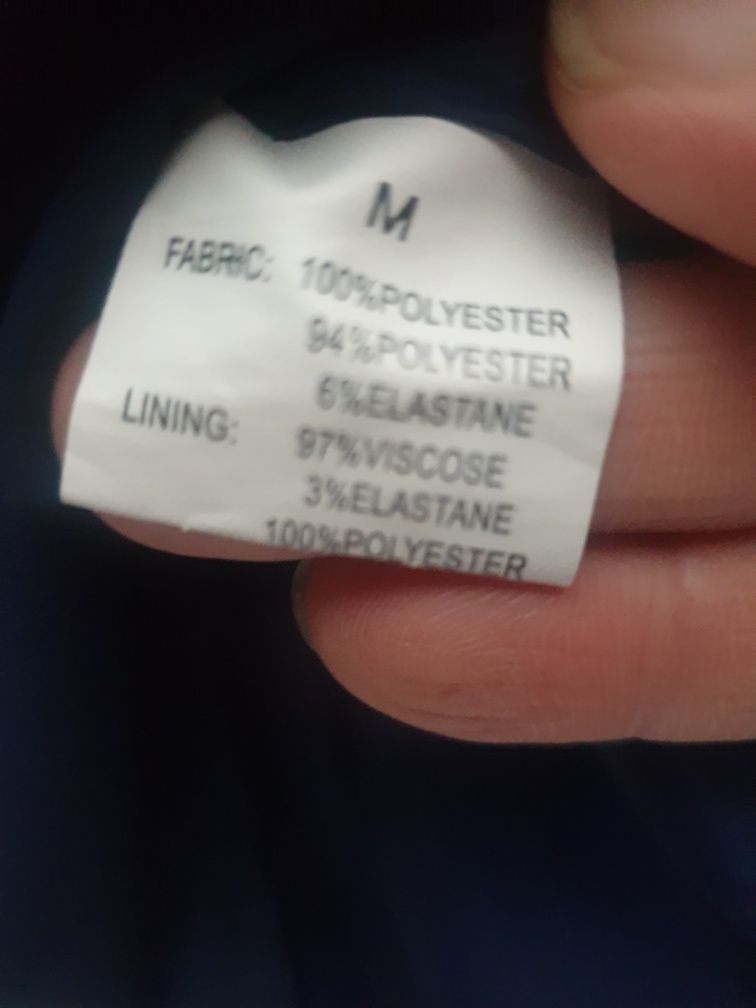 M
FABRIC: 100%POLYESTER
94%POLYESTER
6%ELASTANE
LINING: 97%VISCOSE
3%ELASTANE
100%POLYESTER